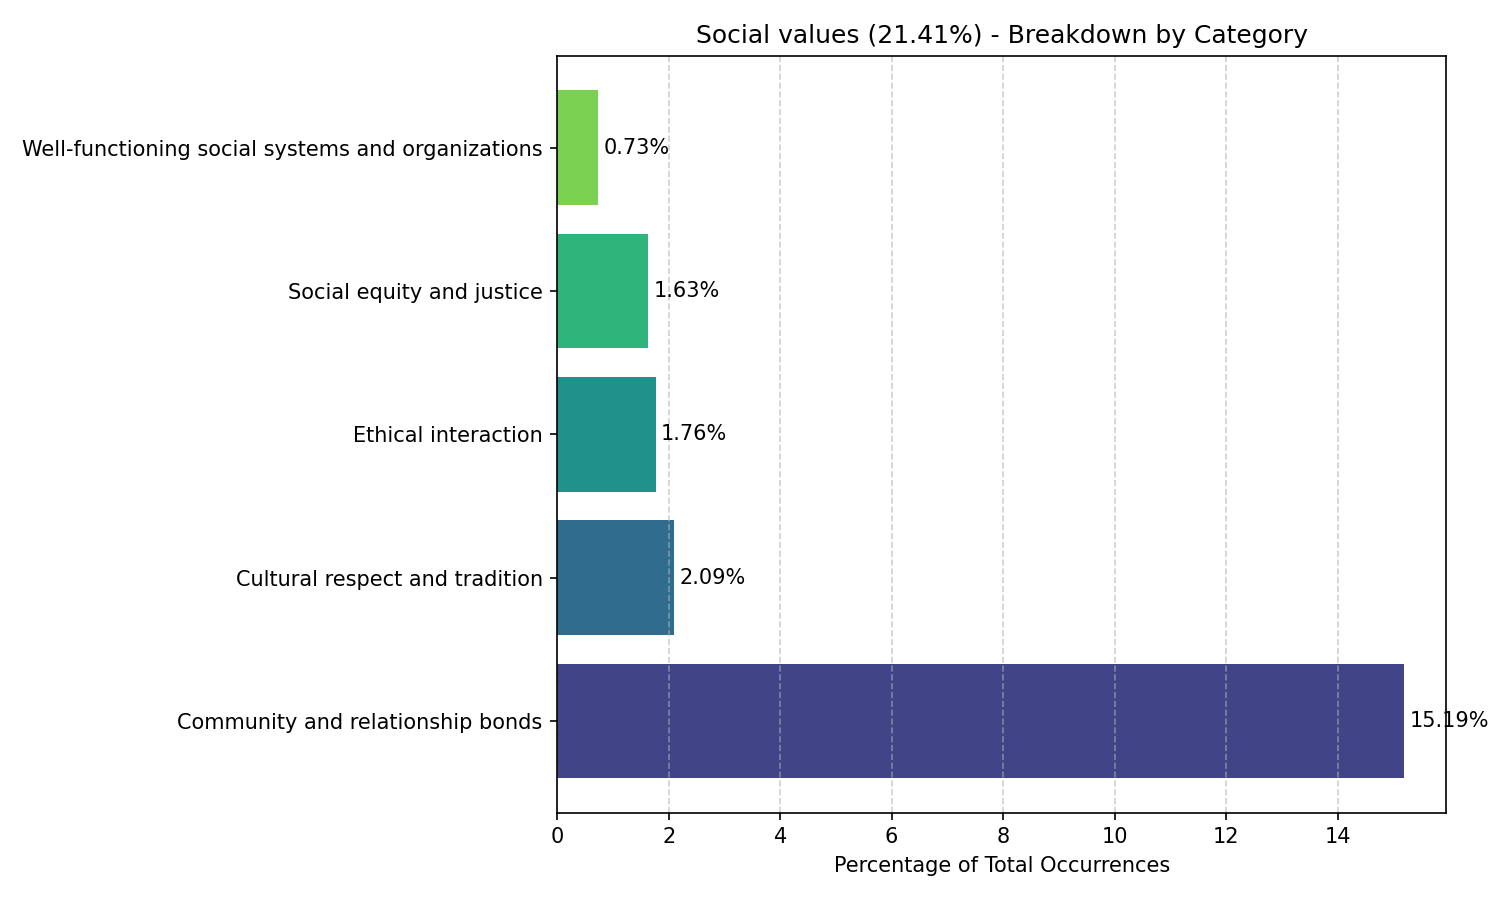 Social values (21.41%) - Breakdown by Category
Well-functioning social systems and organizations
0.73%
Social equity and justice
1.63%
Ethical interaction
1.76%
Cultural respect and tradition
2.09%
Community and relationship bonds
15.19%
0 2 4 6 8 10 12 14
Percentage of Total Occurrences